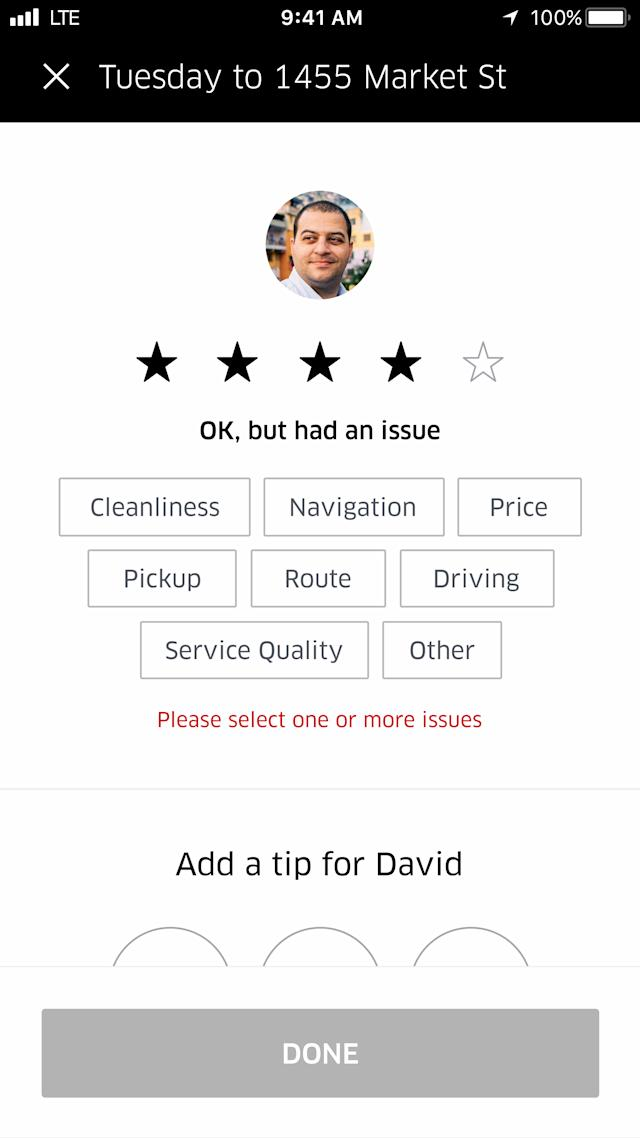 LTE 9:41 AM 100%
Tuesday to 1455 Market St
OK, but had an issue
Cleanliness Navigation Price
Pickup Route Driving
Service Quality Other
Please select one or more issues
Add a tip for David
DONE